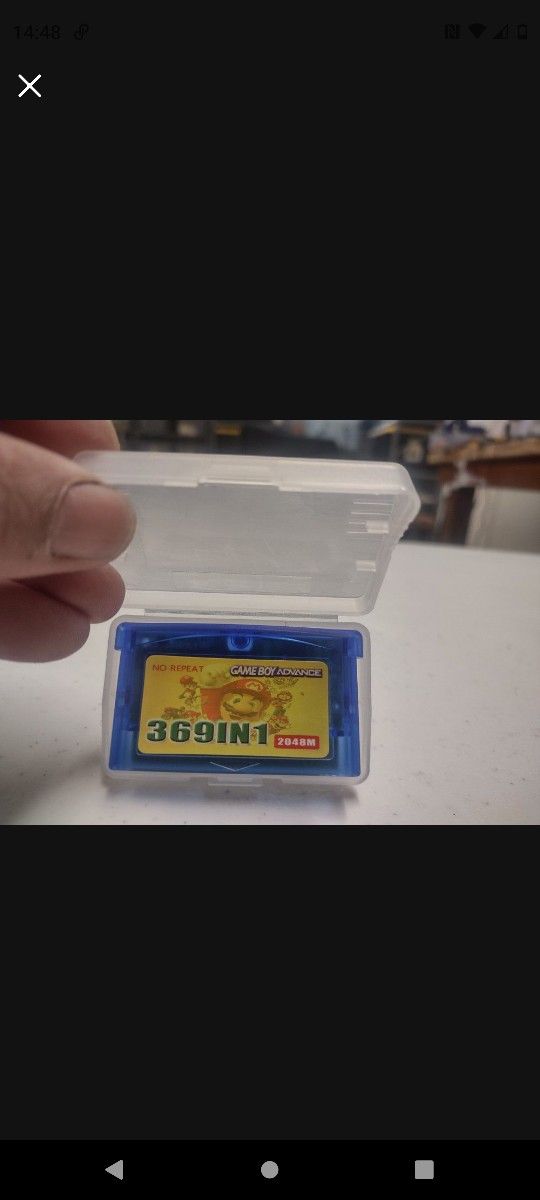 14:48
NO REPEAT
GAME BOY ADVANCE
369IN1
2048M